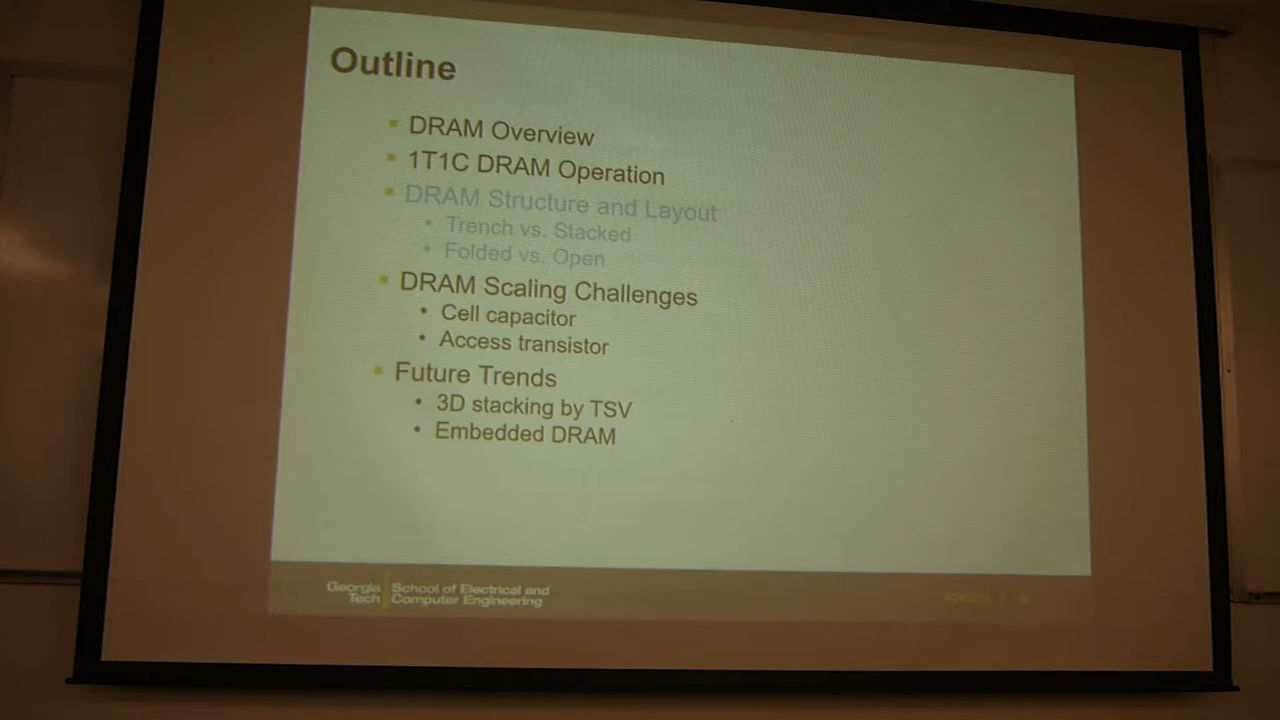 Outline
DRAM Overview
1T1C DRAM Operation
DRAM Structure and Layout
Trench vs. Stacked
Folded vs. Open
DRAM Scaling Challenges
Cell capacitor
Access transistor
Future Trends
3D stacking by TSV
Embedded DRAM
Georgia Tech
School of Electrical and
Computer Engineering